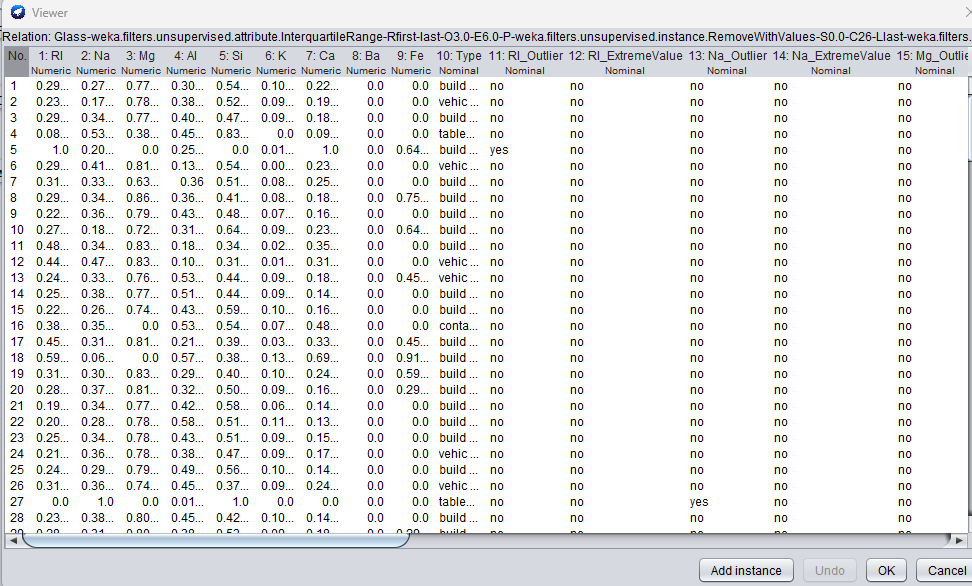 Viewer
Relation: Glass-weka.filters.unsupervised.attribute.InterquartileRange-Rfirst-last-O3.0-E6.0-P-weka.filters.unsupervised.instance.RemoveWithValues-S0.0-C26-Llast-weka.filters.
No. 1: RI 2: Na 3: Mg 4: Al 5: Si 6: K 7: Ca 8: Ba 9: Fe 10: Type 11: RI_Outlier 12: RI_ExtremeValue 13: Na_Outlier 14: Na_ExtremeValue 15: Mg_Outlie
Numeric Numeric Numeric Numeric Numeric Numeric Numeric Numeric Numeric Nominal Nominal Nominal Nominal Nominal Nominal
1 0.29... 0.27... 0.77... 0.30... 0.54... 0.10... 0.22... 0.0 0.0 build ... no no no no no
2 0.23... 0.17... 0.78... 0.38... 0.52... 0.09... 0.19... 0.0 0.0 vehic ... no no no no no
3 0.29... 0.34... 0.77... 0.40... 0.47... 0.09... 0.18... 0.0 0.0 build ... no no no no no
4 0.08... 0.53... 0.38... 0.45... 0.83... 0.0 0.09... 0.0 0.0 table... no no no no no
5 1.0 0.20... 0.0 0.25... 0.0 0.01... 1.0 0.0 0.64... build ... yes no no no no
6 0.29... 0.41... 0.81... 0.13... 0.54... 0.00... 0.23... 0.0 0.0 vehic ... no no no no no
7 0.31... 0.33... 0.63... 0.36 0.51... 0.08... 0.25... 0.0 0.0 build ... no no no no no
8 0.29... 0.34... 0.86... 0.36... 0.41... 0.08... 0.18... 0.0 0.75... build ... no no no no no
9 0.22... 0.36... 0.79... 0.43... 0.48... 0.07... 0.16... 0.0 0.0 build ... no no no no no
10 0.27... 0.18... 0.72... 0.31... 0.64... 0.09... 0.23... 0.0 0.64... build ... no no no no no
11 0.48... 0.34... 0.83... 0.18... 0.34... 0.02... 0.35... 0.0 0.0 build ... no no no no no
12 0.44... 0.47... 0.83... 0.10... 0.31... 0.01... 0.31... 0.0 0.0 vehic ... no no no no no
13 0.24... 0.33... 0.76... 0.53... 0.44... 0.09... 0.18... 0.0 0.45... vehic ... no no no no no
14 0.25... 0.38... 0.77... 0.51... 0.44... 0.09... 0.14... 0.0 0.0 build ... no no no no no
15 0.22... 0.26... 0.74... 0.43... 0.59... 0.10... 0.16... 0.0 0.0 build ... no no no no no
16 0.38... 0.35... 0.0 0.53... 0.54... 0.07... 0.48... 0.0 0.0 conta... no no no no no
17 0.45... 0.31... 0.81... 0.21... 0.39... 0.03... 0.33... 0.0 0.45... build ... no no no no no
18 0.59... 0.06... 0.0 0.57... 0.38... 0.13... 0.69... 0.0 0.91... build ... no no no no no
19 0.31... 0.30... 0.83... 0.29... 0.40... 0.10... 0.24... 0.0 0.59... build ... no no no no no
20 0.28... 0.37... 0.81... 0.32... 0.50... 0.09... 0.16... 0.0 0.29... build ... no no no no no
21 0.19... 0.34... 0.77... 0.42... 0.58... 0.06... 0.14... 0.0 0.0 build ... no no no no no
22 0.20... 0.28... 0.78... 0.58... 0.51... 0.11... 0.13... 0.0 0.0 build ... no no no no no
23 0.25... 0.34... 0.78... 0.43... 0.51... 0.09... 0.15... 0.0 0.0 build ... no no no no no
24 0.21... 0.36... 0.78... 0.38... 0.47... 0.09... 0.17... 0.0 0.0 vehic ... no no no no no
25 0.24... 0.29... 0.79... 0.49... 0.56... 0.10... 0.14... 0.0 0.0 build ... no no no no no
26 0.31... 0.36... 0.74... 0.45... 0.37... 0.09... 0.24... 0.0 0.0 vehic ... no no no no no
27 0.0 1.0 0.0 0.01... 1.0 0.0 0.0 0.0 0.0 table... no no yes no no
28 0.23... 0.38... 0.80... 0.45... 0.42... 0.10... 0.14... 0.0 0.0 build ... no no no no no
Add instance Undo OK Cancel